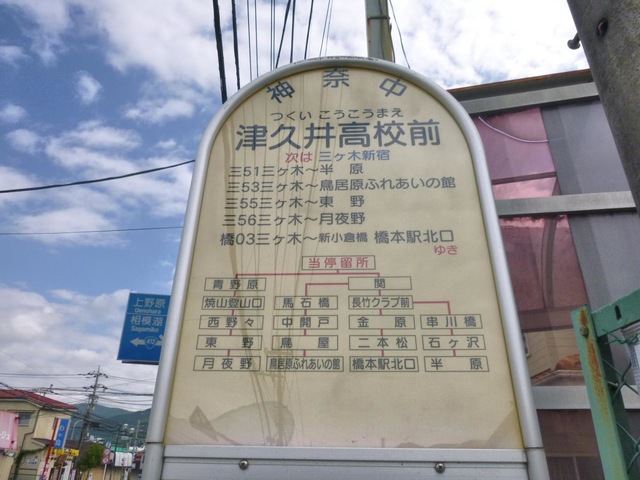 神奈中
つくいこうこうまえ
津久井高校前
次は 三ヶ木新宿
三51三ヶ木～半 原
三53三ヶ木～鳥居原ふれあいの館
三55三ヶ木～東 野
三56三ヶ木～月夜野
橋03三ヶ木～新小倉橋 橋本駅北口
ゆき
当停留所
青野原 関
焼山登山口 馬石橋 長竹クラブ前
西野々 中開戸 金原 串川橋
東野 鳥屋 二本松 石ヶ沢
月夜野 鳥居原ふれあいの館 橋本駅北口 半原
上野原
Uenohara
相模湖
Sagamiko
412